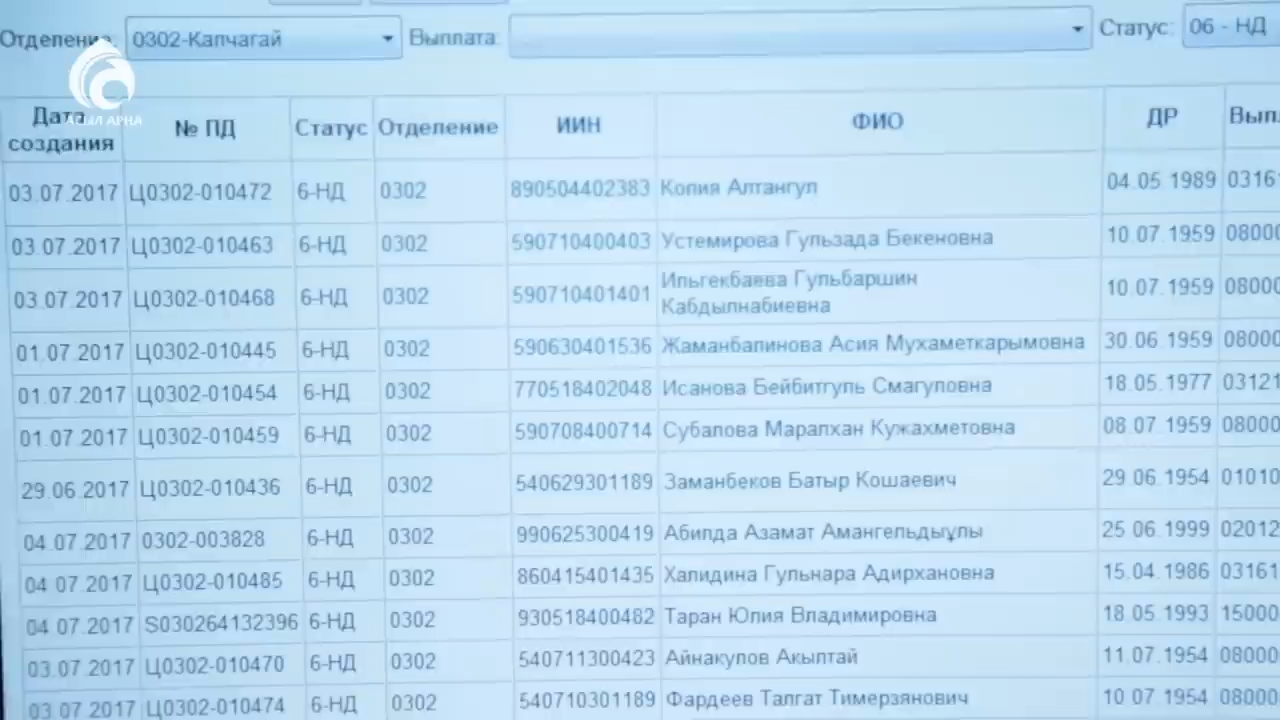 Отделение: 0302-Капчагай Выплата: Статус: 06 - НД
АСЫЛ АРНА
Дата создания № ПД Статус Отделение ИИН ФИО ДР
03.07.2017 Ц0302-010472 6-НД 0302 890504402383 Копия Алтангул 04.05.1989 03161
03.07.2017 Ц0302-010463 6-НД 0302 590710400403 Устемирова Гульзада Бекеновна 10.07.1959 08000
03.07.2017 Ц0302-010468 6-НД 0302 590710401401 Ильгекбаева Гульбаршин Кабдылнабиевна 10.07.1959 08000
01.07.2017 Ц0302-010445 6-НД 0302 590630401536 Жаманбалинова Асия Мухаметкарымовна 30.06.1959 08000
01.07.2017 Ц0302-010454 6-НД 0302 770518402048 Исанова Бейбитгуль Смагуловна 18.05.1977 03121
01.07.2017 Ц0302-010459 6-НД 0302 590708400714 Субалова Маралхан Кужахметовна 08.07.1959 08000
29.06.2017 Ц0302-010436 6-НД 0302 540629301189 Заманбеков Батыр Кошаевич 29.06.1954 01010
04.07.2017 0302-003828 6-НД 0302 990625300419 Абилда Азамат Амангельдыұлы 25.06.1999 02012
04.07.2017 Ц0302-010485 6-НД 0302 860415401435 Халидина Гульнара Адирхановна 15.04.1986 03161
04.07.2017 S030264132396 6-НД 0302 930518400482 Таран Юлия Владимировна 18.05.1993 15000
03.07.2017 Ц0302-010470 6-НД 0302 540711300423 Айнакулов Акылтай 11.07.1954 08000
03.07.2017 Ц0302-010474 6-НД 0302 540710301189 Фардеев Талгат Тимерзянович 10.07.1954 08000